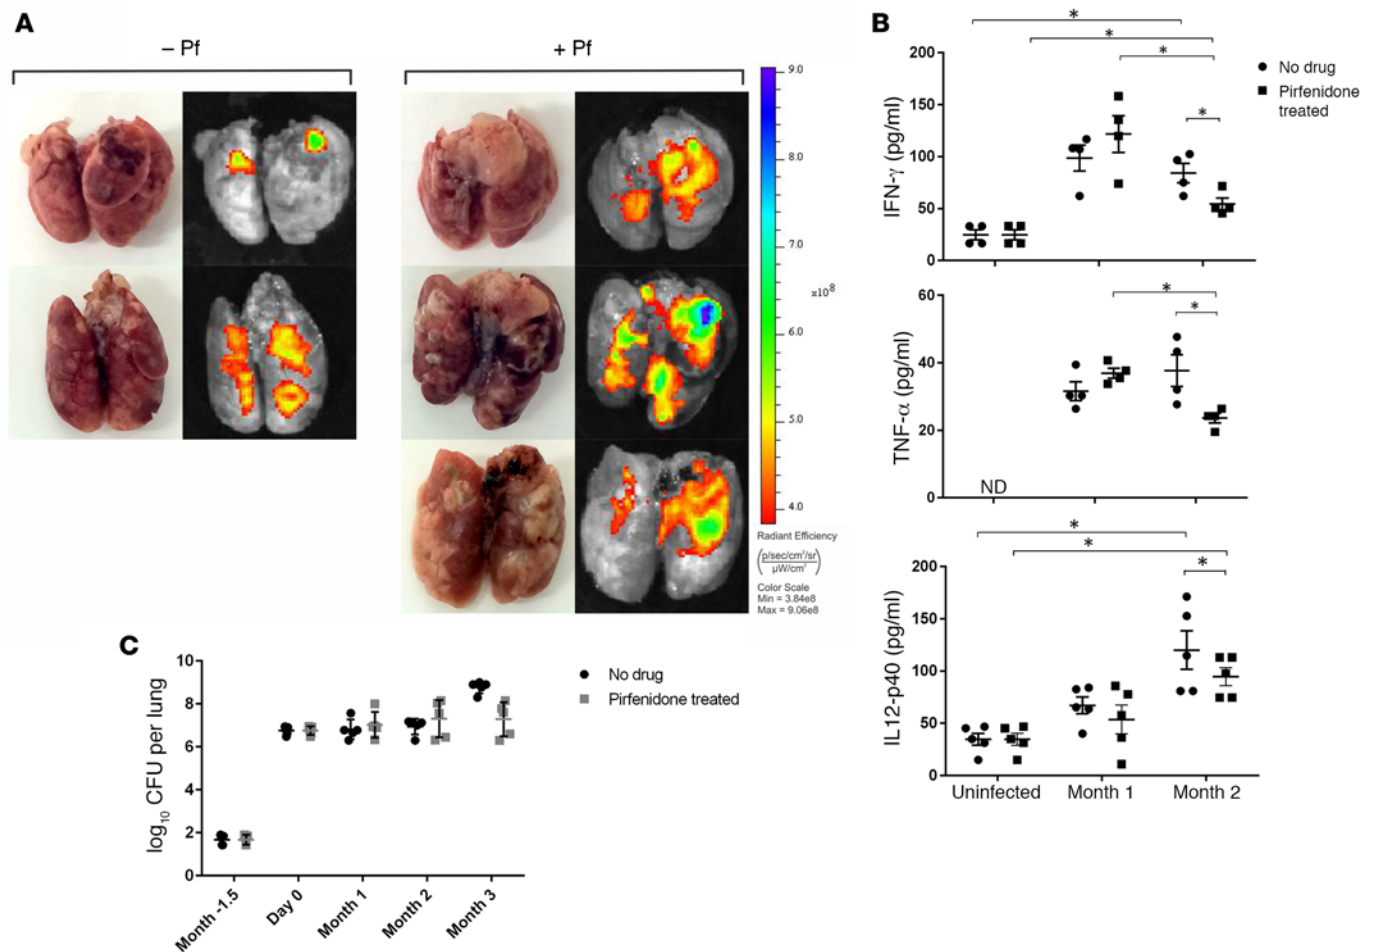 A
– Pf
+ Pf
9.0
8.0
7.0
x10⁸
6.0
5.0
4.0
Radiant Efficiency
(p/sec/cm²/sr
µW/cm²)
Color Scale
Min = 3.84e8
Max = 9.06e8
B
*
*
*
*
IFN-γ (pg/ml)
200
150
100
50
0
No drug
Pirfenidone
treated
*
*
TNF-α (pg/ml)
60
40
20
0
ND
*
*
*
IL12-p40 (pg/ml)
200
150
100
50
0
Uninfected
Month 1
Month 2
C
log₁₀ CFU per lung
10
8
6
4
2
0
Month -1.5
Day 0
Month 1
Month 2
Month 3
No drug
Pirfenidone treated